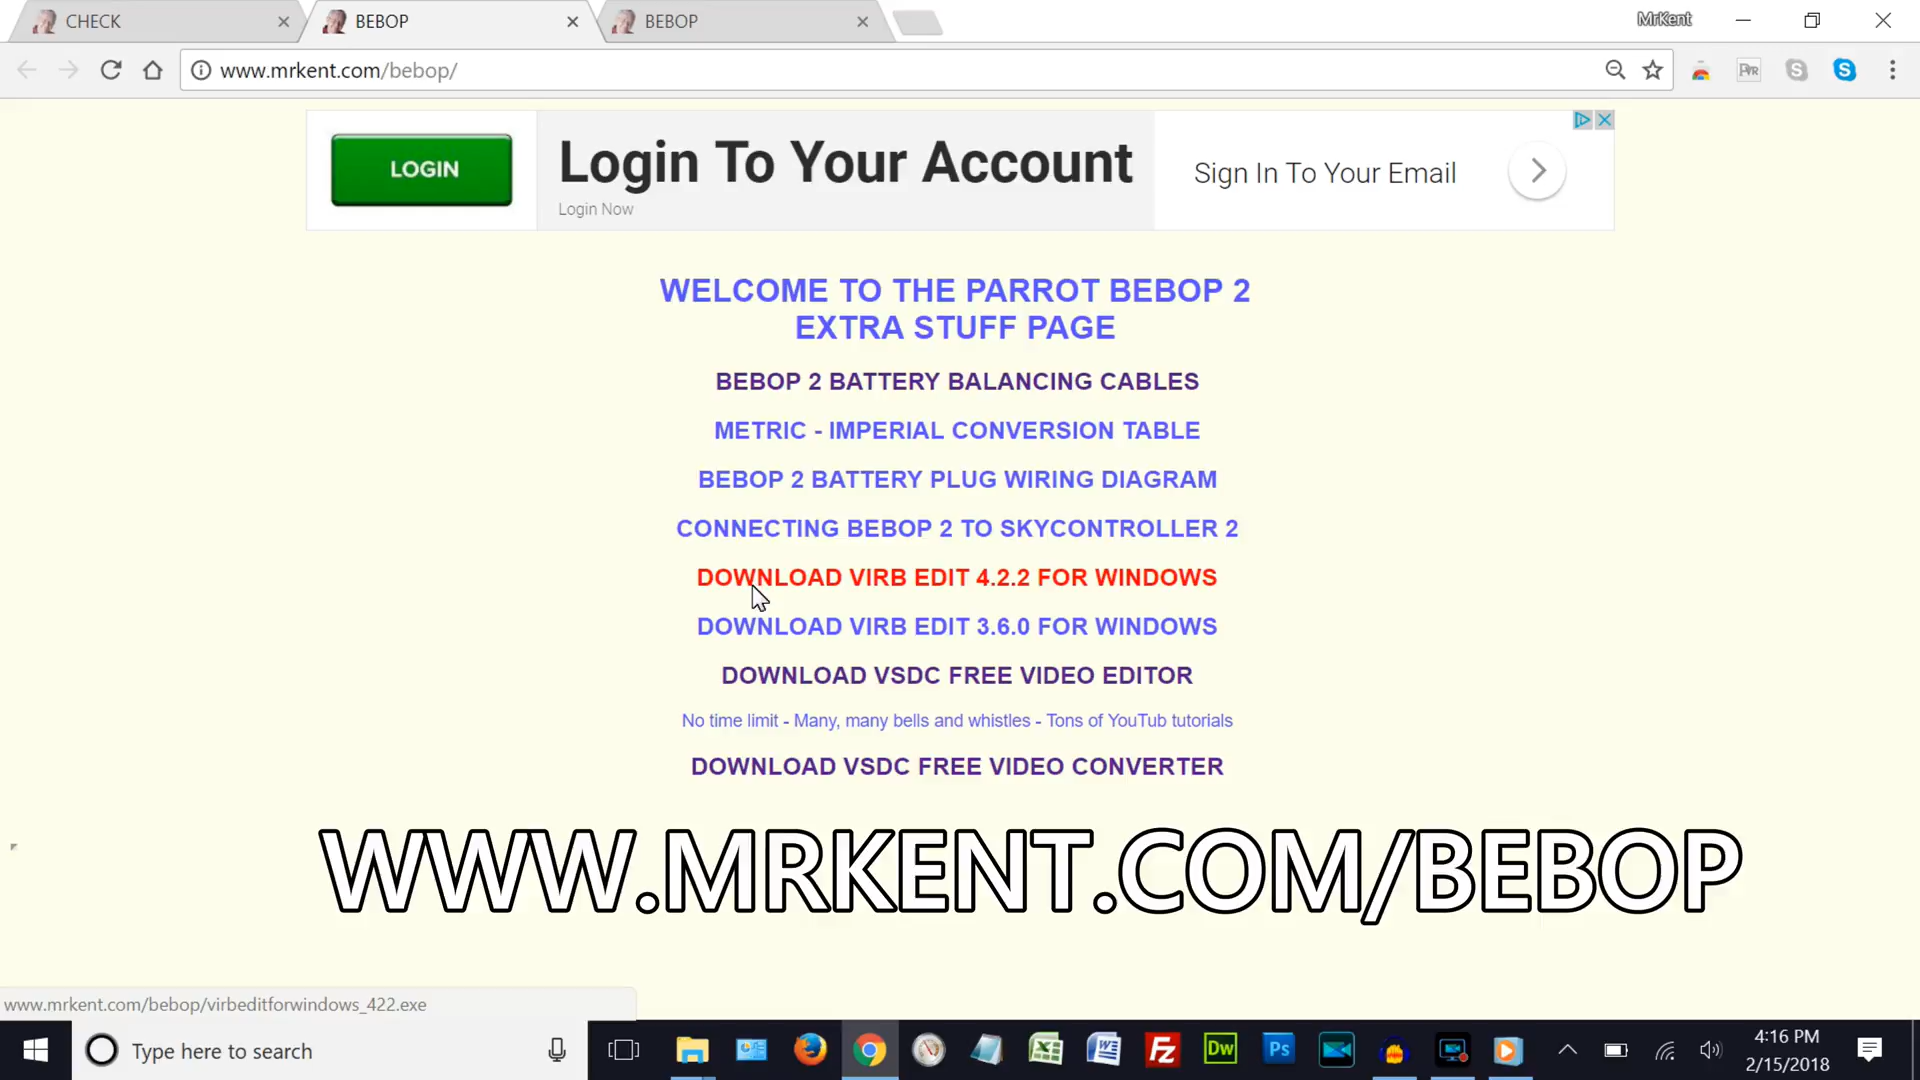 CHECK
BEBOP
BEBOP
MrKent
www.mrkent.com/bebop/
LOGIN
Login To Your Account
Login Now
Sign In To Your Email
WELCOME TO THE PARROT BEBOP 2
EXTRA STUFF PAGE
BEBOP 2 BATTERY BALANCING CABLES
METRIC - IMPERIAL CONVERSION TABLE
BEBOP 2 BATTERY PLUG WIRING DIAGRAM
CONNECTING BEBOP 2 TO SKYCONTROLLER 2
DOWNLOAD VIRB EDIT 4.2.2 FOR WINDOWS
DOWNLOAD VIRB EDIT 3.6.0 FOR WINDOWS
DOWNLOAD VSDC FREE VIDEO EDITOR
No time limit - Many, many bells and whistles - Tons of YouTub tutorials
DOWNLOAD VSDC FREE VIDEO CONVERTER
WWW.MRKENT.COM/BEBOP
www.mrkent.com/bebop/virbeditforwindows_422.exe
Type here to search
Fz
Dw
Ps
4:16 PM
2/15/2018